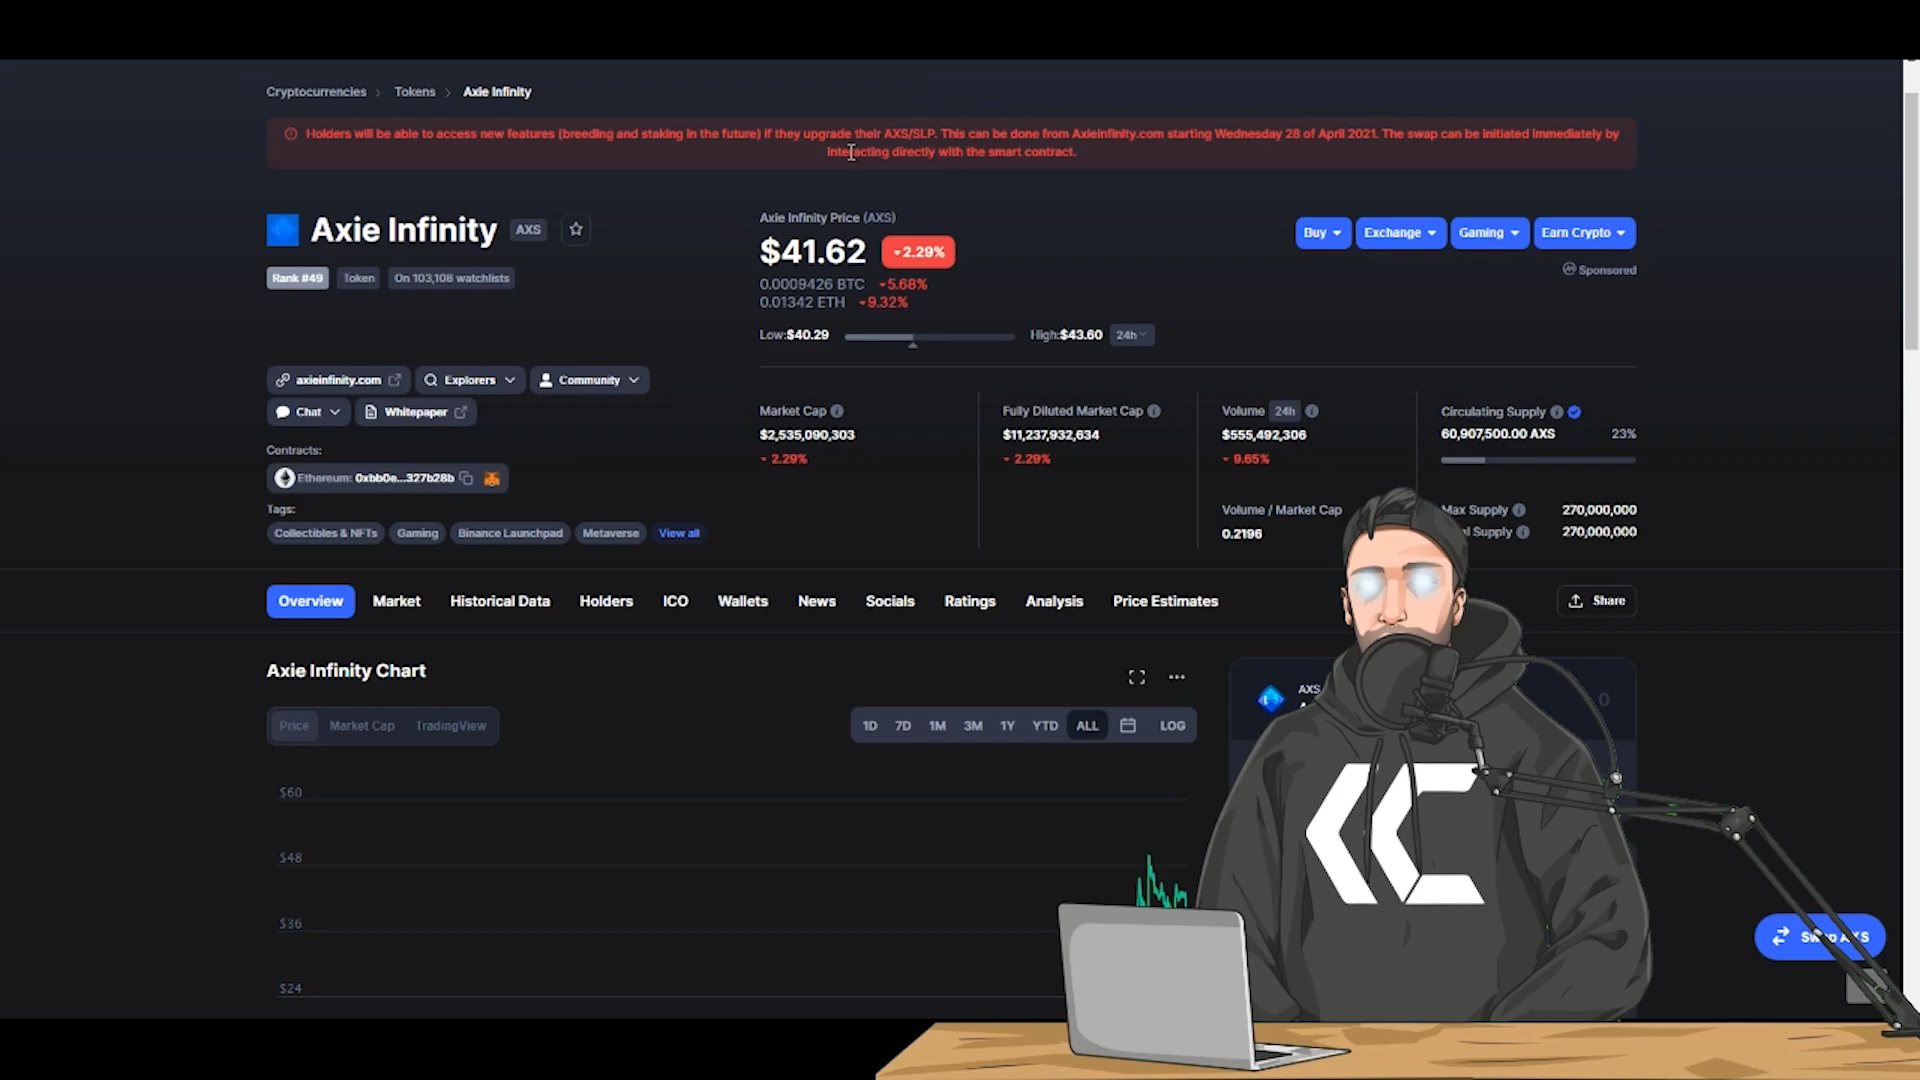 Cryptocurrencies > Tokens > Axie Infinity
Holders will be able to access new features (breeding and staking in the future) if they upgrade their AXS/SLP. This can be done from Axieinfinity.com starting Wednesday 28 of April 2021. The swap can be initiated immediately by
interacting directly with the smart contract.
Axie Infinity AXS
Rank #49 Token On 103,108 watchlists
Axie Infinity Price (AXS)
$41.62 2.29%
0.0009426 BTC 5.68%
0.01342 ETH 9.32%
Low:$40.29 High:$43.60 24h
Buy Exchange Gaming Earn Crypto
Sponsored
axieinfinity.com Explorers Community
Chat Whitepaper
Contracts:
Ethereum: 0xbb0e...327b28b
Tags:
Collectibles & NFTs Gaming Binance Launchpad Metaverse View all
Market Cap
$2,535,090,303
2.29%
Fully Diluted Market Cap
$11,237,932,634
2.29%
Volume 24h
$555,492,306
9.65%
Volume / Market Cap
0.2196
Circulating Supply
60,907,500.00 AXS 23%
Max Supply 270,000,000
Supply 270,000,000
Overview Market Historical Data Holders ICO Wallets News Socials Ratings Analysis Price Estimates Share
Axie Infinity Chart
Price Market Cap TradingView
1D 7D 1M 3M 1Y YTD ALL LOG
AXS
0
$60
$48
$36
$24